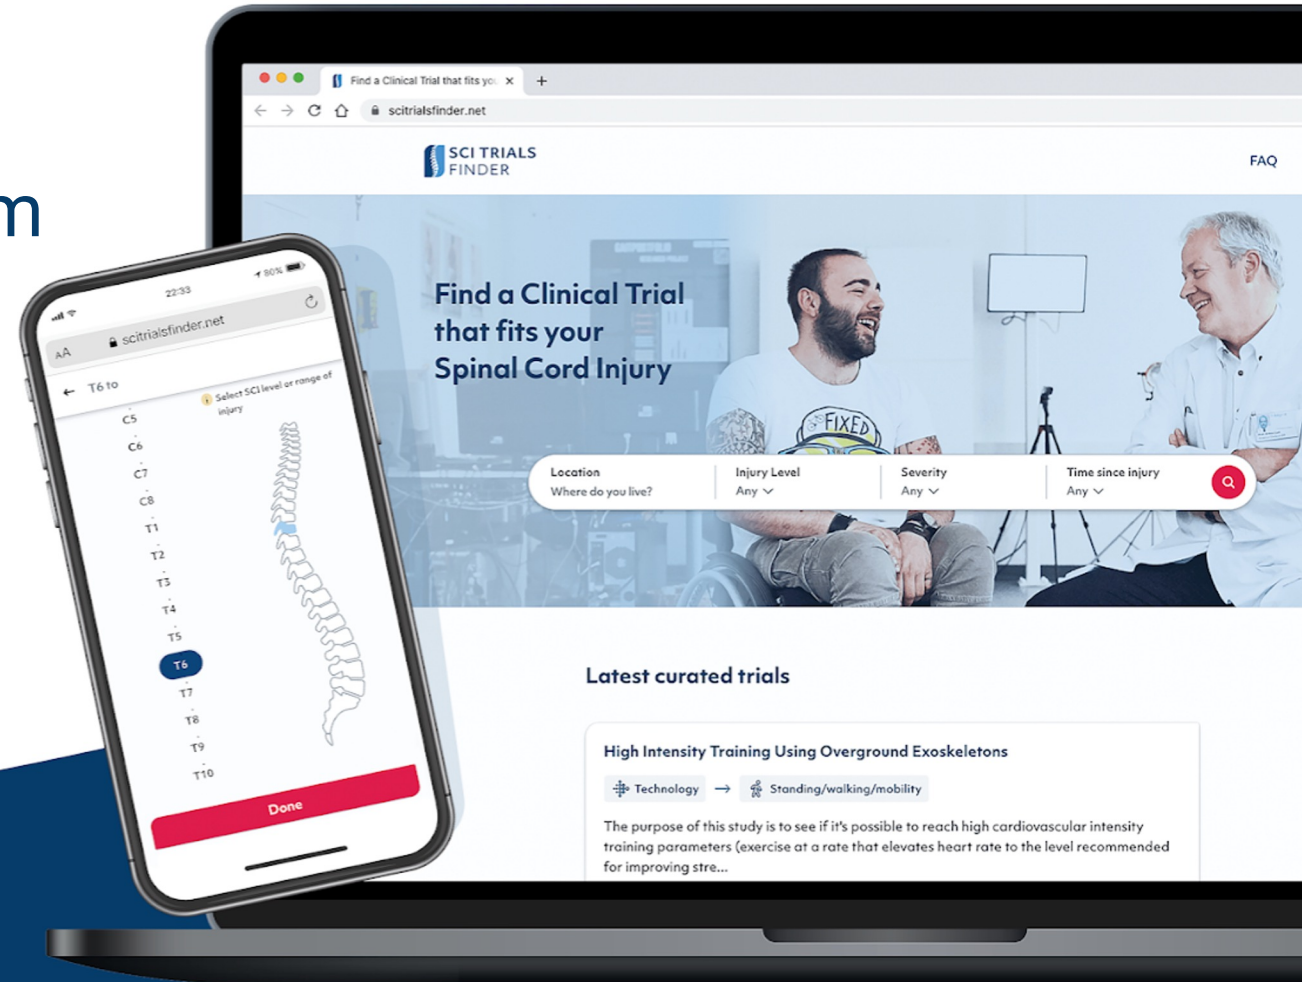 m
22:33
80%
AA
scitrialsfinder.net
T6 to
Select SCI level or range of
injury
C5
C6
C7
C8
T1
T2
T3
T4
T5
T6
T7
T8
T9
T10
Done
Find a Clinical Trial that fits you
scitrialsfinder.net
SCI TRIALS
FINDER
FAQ
Find a Clinical Trial
that fits your
Spinal Cord Injury
FIXED
Location
Where do you live?
Injury Level
Any
Severity
Any
Time since injury
Any
Latest curated trials
High Intensity Training Using Overground Exoskeletons
Technology → Standing/walking/mobility
The purpose of this study is to see if it's possible to reach high cardiovascular intensity
training parameters (exercise at a rate that elevates heart rate to the level recommended
for improving stre...